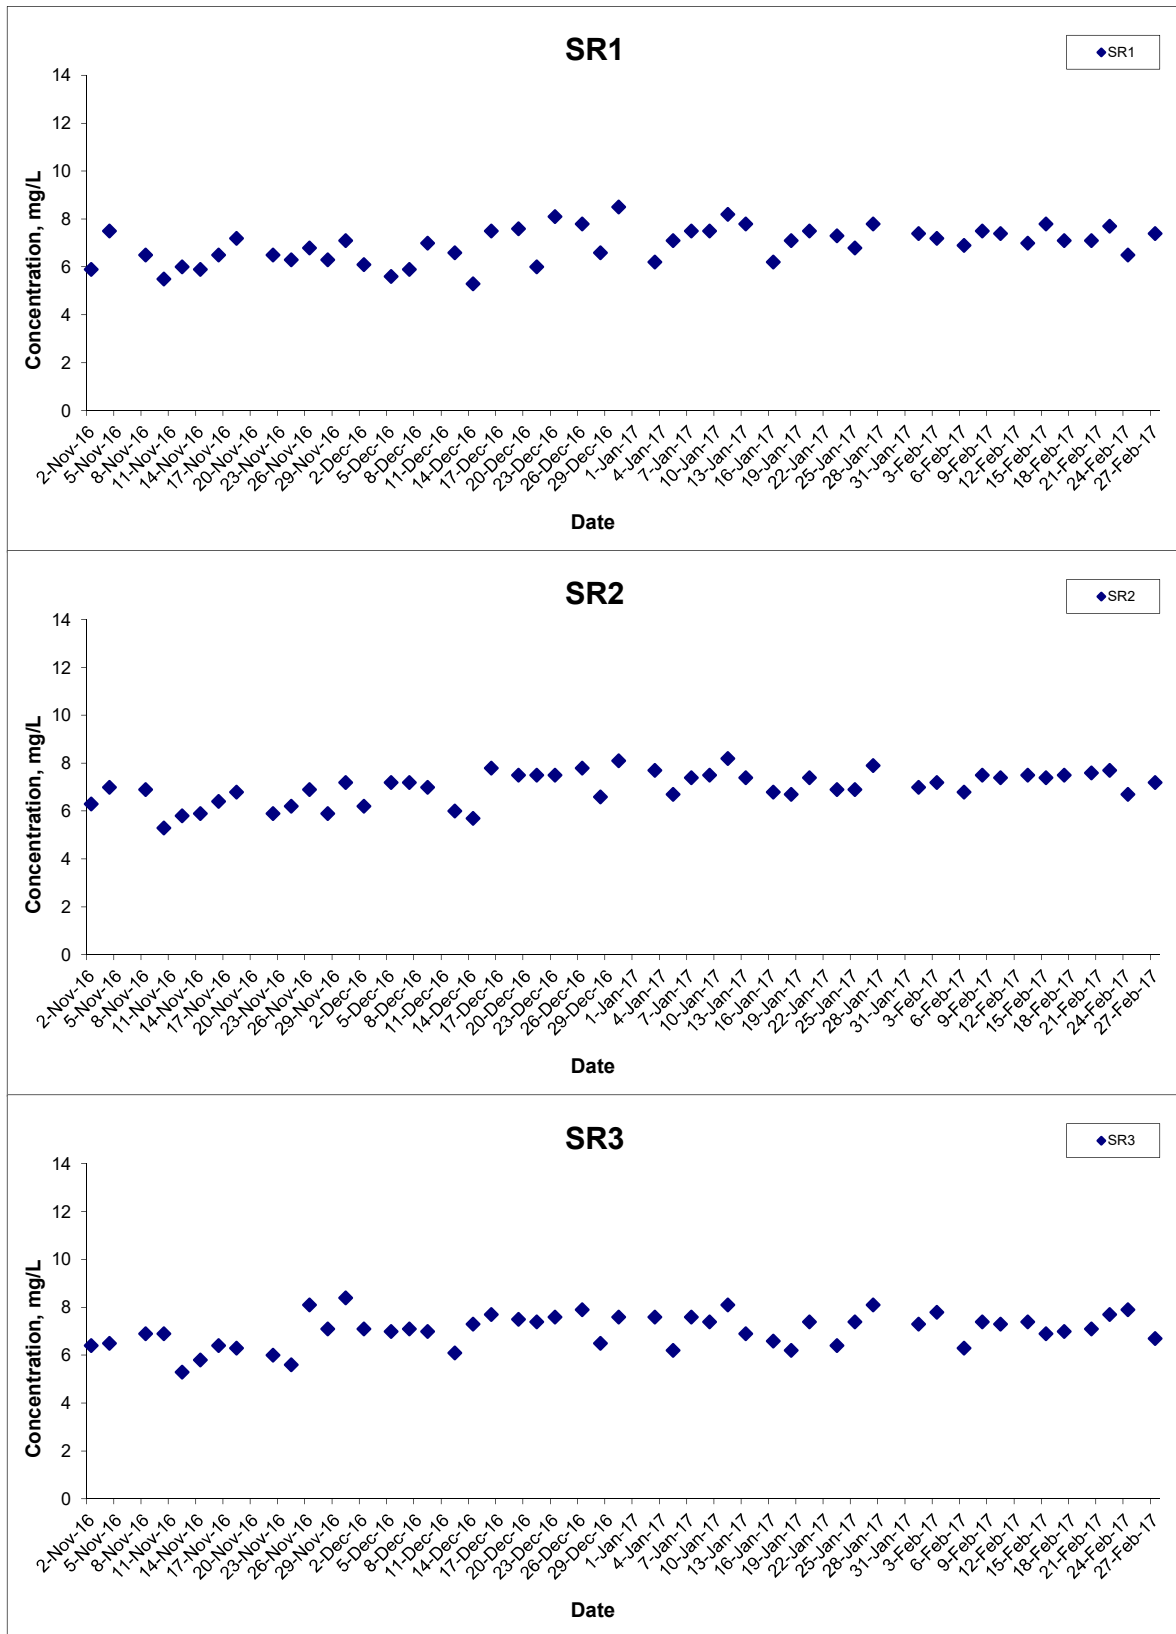 SR1
SR1
Concentration, mg/L
14
12
10
8
6
4
2
0
2-Nov-16
5-Nov-16
8-Nov-16
11-Nov-16
14-Nov-16
17-Nov-16
20-Nov-16
23-Nov-16
26-Nov-16
29-Nov-16
2-Dec-16
5-Dec-16
8-Dec-16
11-Dec-16
14-Dec-16
17-Dec-16
20-Dec-16
23-Dec-16
26-Dec-16
29-Dec-16
1-Jan-17
4-Jan-17
7-Jan-17
10-Jan-17
13-Jan-17
16-Jan-17
19-Jan-17
22-Jan-17
25-Jan-17
28-Jan-17
31-Jan-17
3-Feb-17
6-Feb-17
9-Feb-17
12-Feb-17
15-Feb-17
18-Feb-17
21-Feb-17
24-Feb-17
27-Feb-17
Date
SR2
SR2
Concentration, mg/L
14
12
10
8
6
4
2
0
2-Nov-16
5-Nov-16
8-Nov-16
11-Nov-16
14-Nov-16
17-Nov-16
20-Nov-16
23-Nov-16
26-Nov-16
29-Nov-16
2-Dec-16
5-Dec-16
8-Dec-16
11-Dec-16
14-Dec-16
17-Dec-16
20-Dec-16
23-Dec-16
26-Dec-16
29-Dec-16
1-Jan-17
4-Jan-17
7-Jan-17
10-Jan-17
13-Jan-17
16-Jan-17
19-Jan-17
22-Jan-17
25-Jan-17
28-Jan-17
31-Jan-17
3-Feb-17
6-Feb-17
9-Feb-17
12-Feb-17
15-Feb-17
18-Feb-17
21-Feb-17
24-Feb-17
27-Feb-17
Date
SR3
SR3
Concentration, mg/L
14
12
10
8
6
4
2
0
2-Nov-16
5-Nov-16
8-Nov-16
11-Nov-16
14-Nov-16
17-Nov-16
20-Nov-16
23-Nov-16
26-Nov-16
29-Nov-16
2-Dec-16
5-Dec-16
8-Dec-16
11-Dec-16
14-Dec-16
17-Dec-16
20-Dec-16
23-Dec-16
26-Dec-16
29-Dec-16
1-Jan-17
4-Jan-17
7-Jan-17
10-Jan-17
13-Jan-17
16-Jan-17
19-Jan-17
22-Jan-17
25-Jan-17
28-Jan-17
31-Jan-17
3-Feb-17
6-Feb-17
9-Feb-17
12-Feb-17
15-Feb-17
18-Feb-17
21-Feb-17
24-Feb-17
27-Feb-17
Date